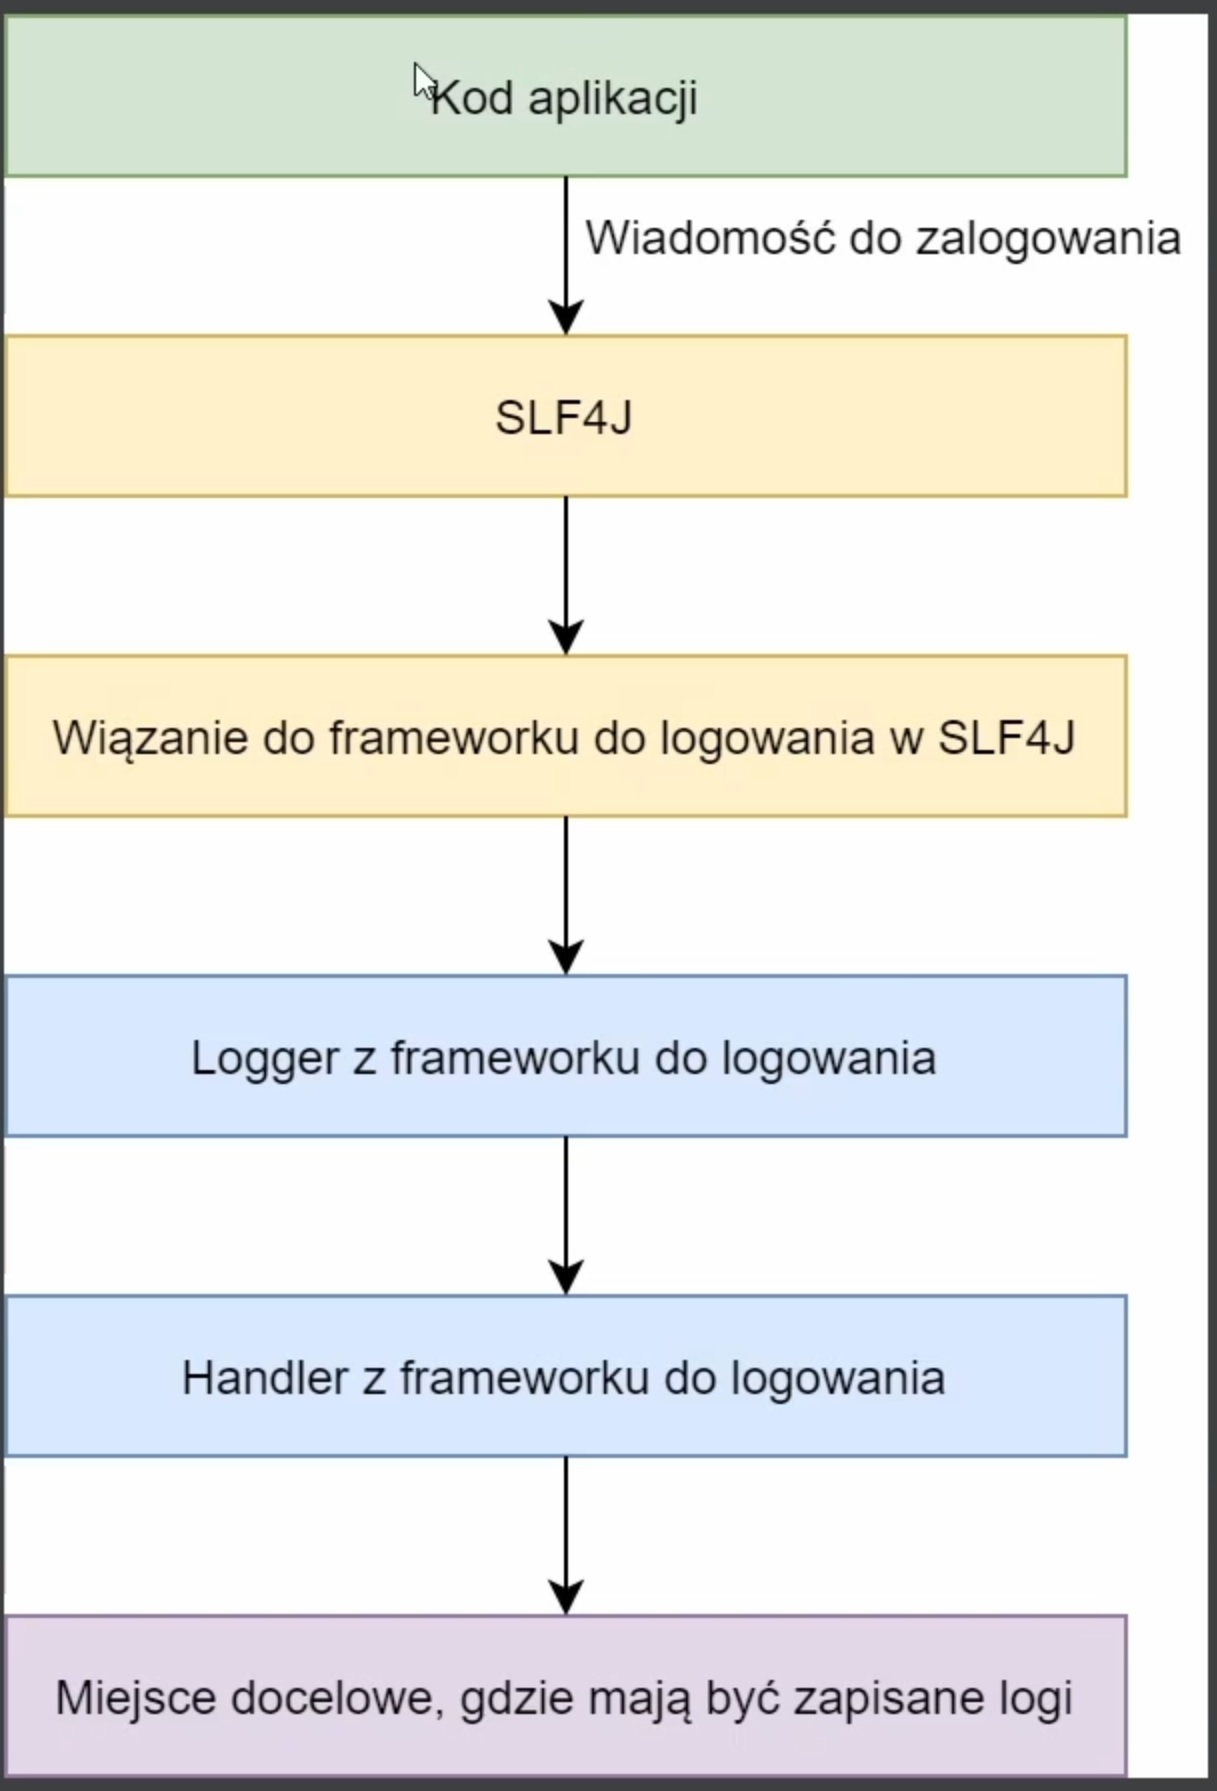 Kod aplikacji
Wiadomość do zalogowania
SLF4J
Wiązanie do frameworku do logowania w SLF4J
Logger z frameworku do logowania
Handler z frameworku do logowania
Miejsce docelowe, gdzie mają być zapisane logi